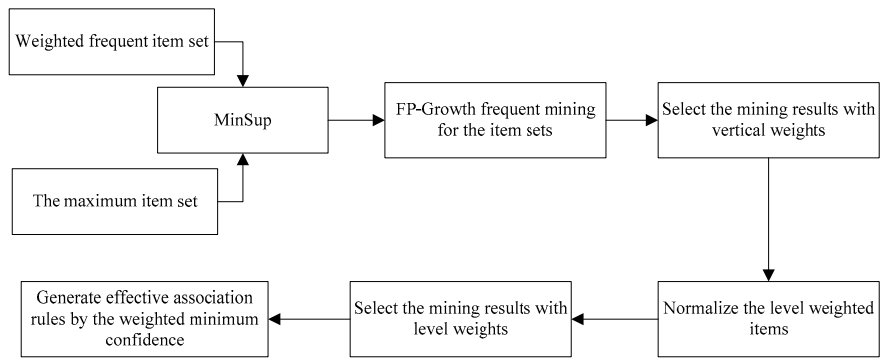 Weighted frequent item set
MinSup
The maximum item set
FP-Growth frequent mining
for the item sets
Select the mining results with
vertical weights
Normalize the level weighted
items
Select the mining results with
level weights
Generate effective association
rules by the weighted minimum
confidence